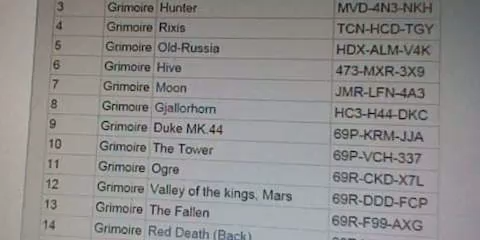 3 Grimoire Hunter MVD-4N3-NKH
4 Grimoire Rixis TCN-HCD-TGY
5 Grimoire Old-Russia HDX-ALM-V4K
6 Grimoire Hive 473-MXR-3X9
7 Grimoire Moon JMR-LFN-4A3
8 Grimoire Gjallorhorn HC3-H44-DKC
9 Grimoire Duke MK.44 69P-KRM-JJA
10 Grimoire The Tower 69P-VCH-337
11 Grimoire Ogre 69R-CKD-X7L
12 Grimoire Valley of the kings, Mars 69R-DDD-FCP
13 Grimoire The Fallen 69R-F99-AXG
14 Grimoire Red Death (Back)